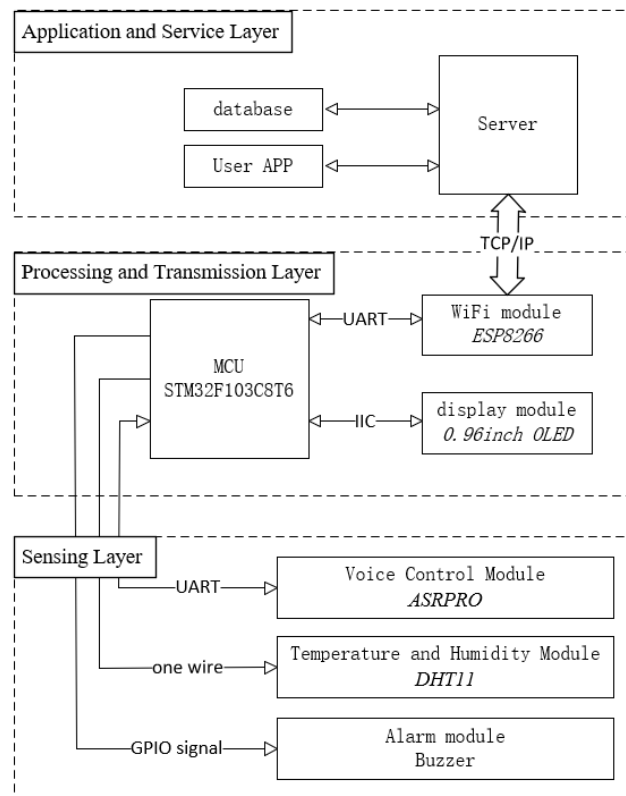 Application and Service Layer
database
Server
User APP
TCP/IP
Processing and Transmission Layer
MCU
STM32F103C8T6
UART
WiFi module
ESP8266
IIC
display module
0.96inch OLED
Sensing Layer
UART
Voice Control Module
ASRPRO
one wire
Temperature and Humidity Module
DHT11
GPIO signal
Alarm module
Buzzer